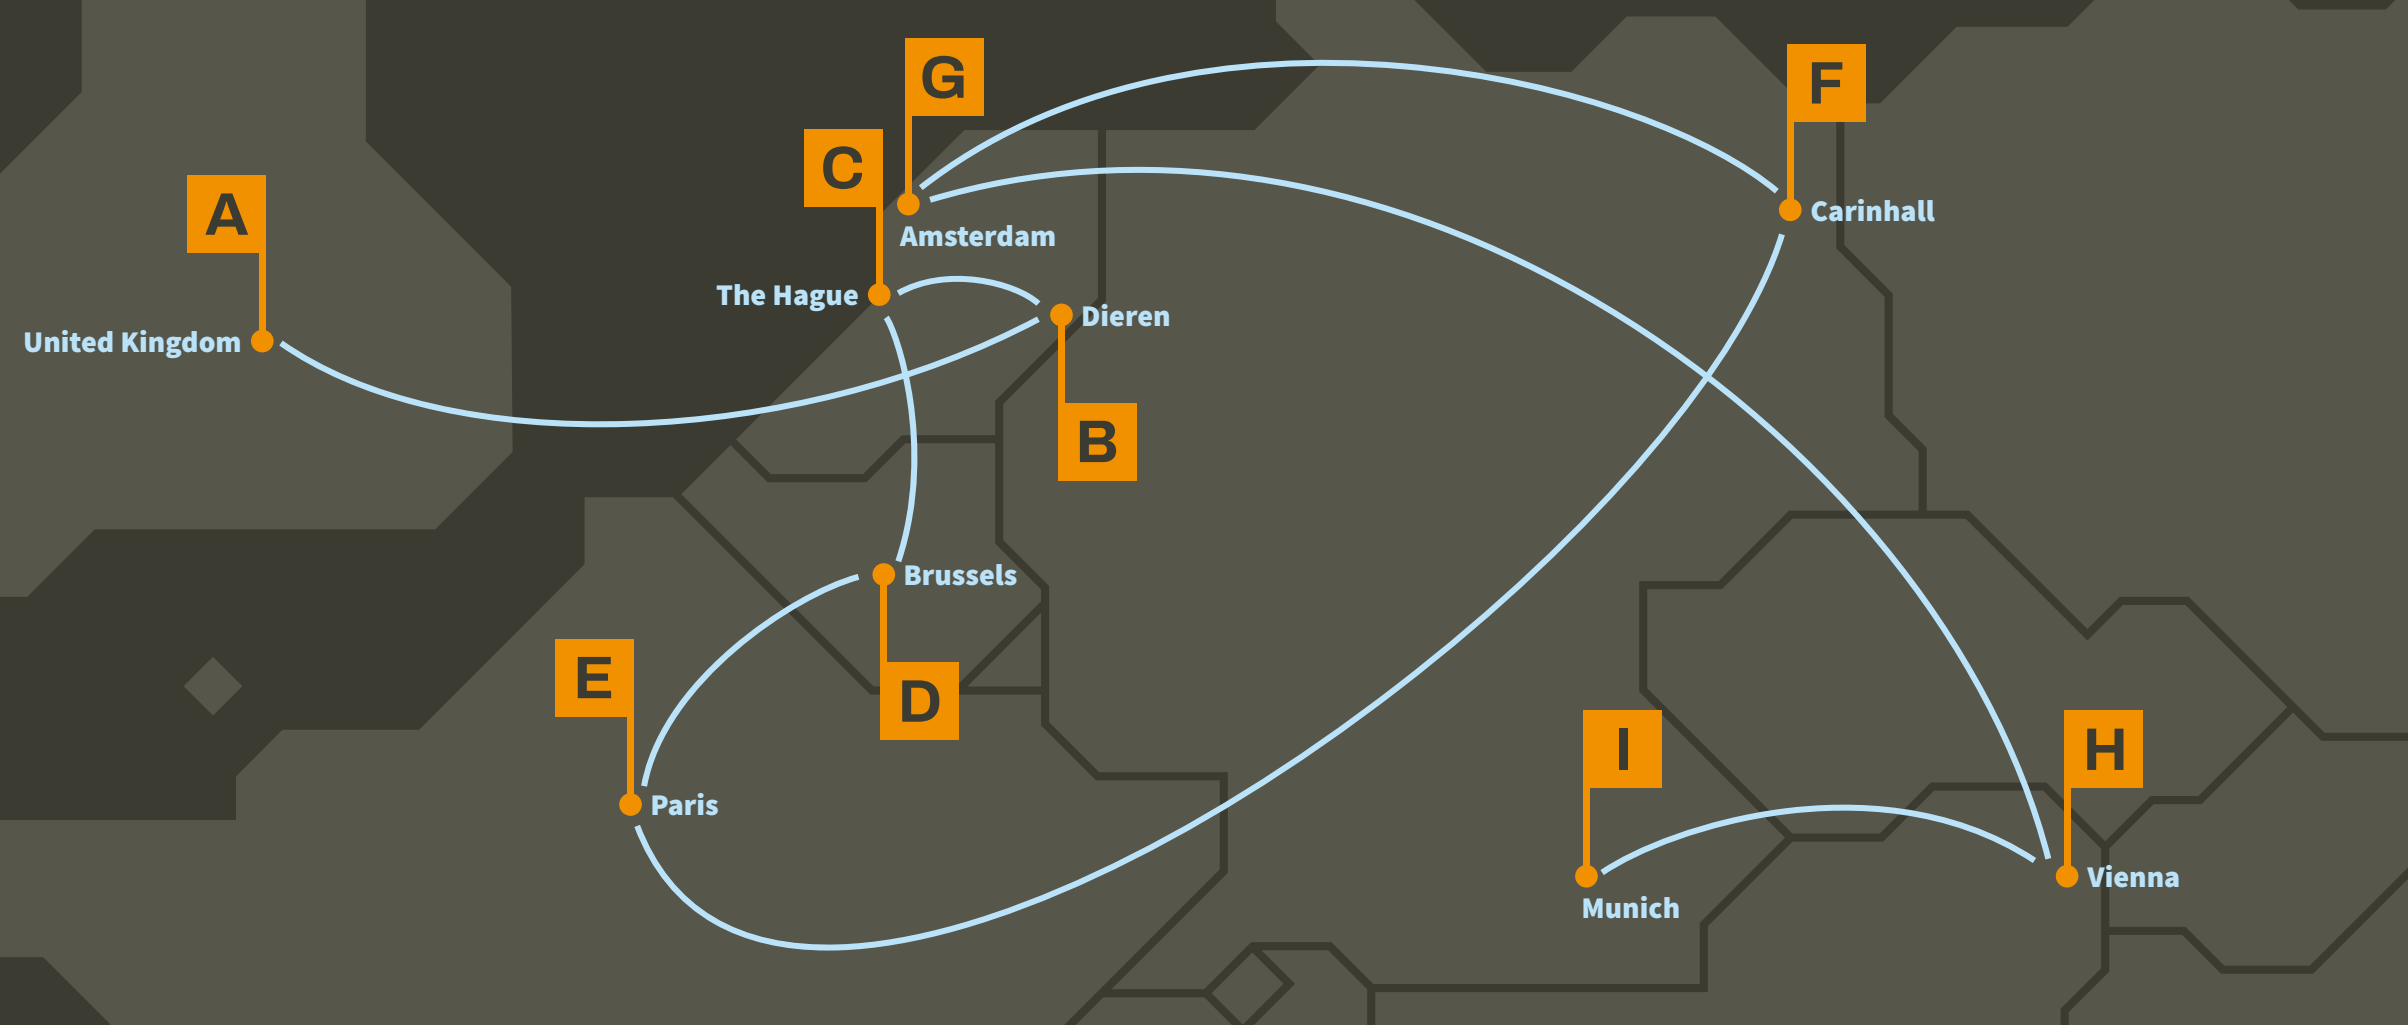 G
F
C
A
Carinhall
Amsterdam
The Hague
Dieren
United Kingdom
B
Brussels
E
D
I
H
Paris
Vienna
Munich